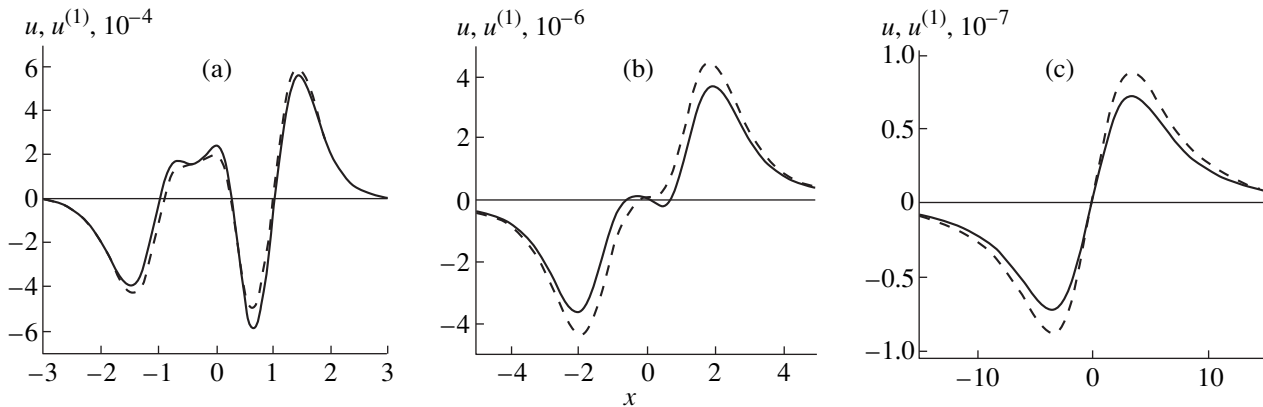 u, u⁽¹⁾, 10⁻⁴
(a)
6
4
2
0
−2
−4
−6
−3 −2 −1 0 1 2 3
u, u⁽¹⁾, 10⁻⁶
(b)
4
2
0
−2
−4
−4 −2 0 2 4
x
u, u⁽¹⁾, 10⁻⁷
1.0
(c)
0.5
0
−0.5
−1.0
−10 0 10